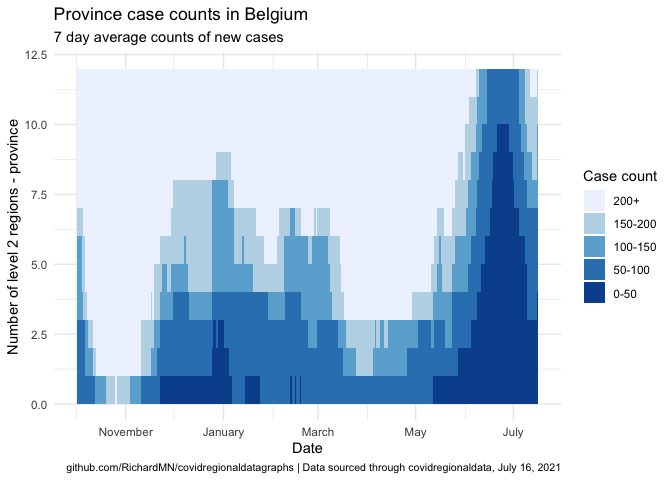 Province case counts in Belgium
7 day average counts of new cases
12.5
10.0
7.5
5.0
2.5
0.0
Number of level 2 regions - province
November January March May July
Date
Case count
200+
150-200
100-150
50-100
0-50
github.com/RichardMN/covidregionaldatagraphs | Data sourced through covidregionaldata, July 16, 2021